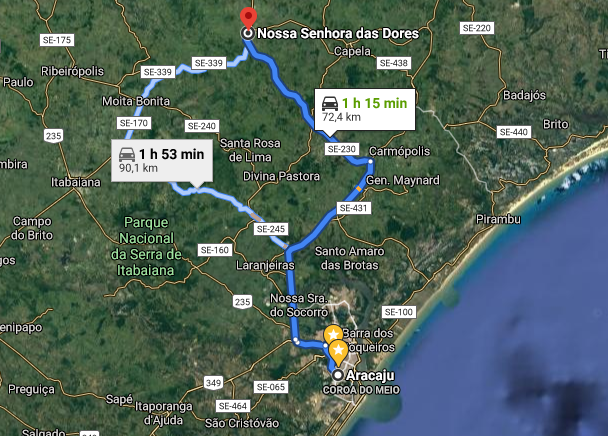 SE-175
Nossa Senhora das Dores
SE-220
Capela
SE-339
SE-339
SE-438
Ribeirópolis
Paulo
Moita Bonita
1 h 15 min
72,4 km
Badajós
SE-170
SE-240
SE-440
Brito
235
Santa Rosa
de Lima
SE-230
Carmópolis
1 h 53 min
90,1 km
Itabaiana
Divina Pastora
Gen. Maynard
SE-431
Pirambu
Campo
do Brito
Parque
Nacional
da Serra de
Itabaiana
SE-245
SE-160
Laranjeiras
Santo Amaro
das Brotas
235
Nossa Sra.
do Socorro
SE-100
Barra dos
oqueiros
enipapo
Aracaju
COROA DO MEIO
Preguiça
349
SE-065
Sapé
Itaporanga
d'Ajuda
SE-464
São Cristóvão
Salgado